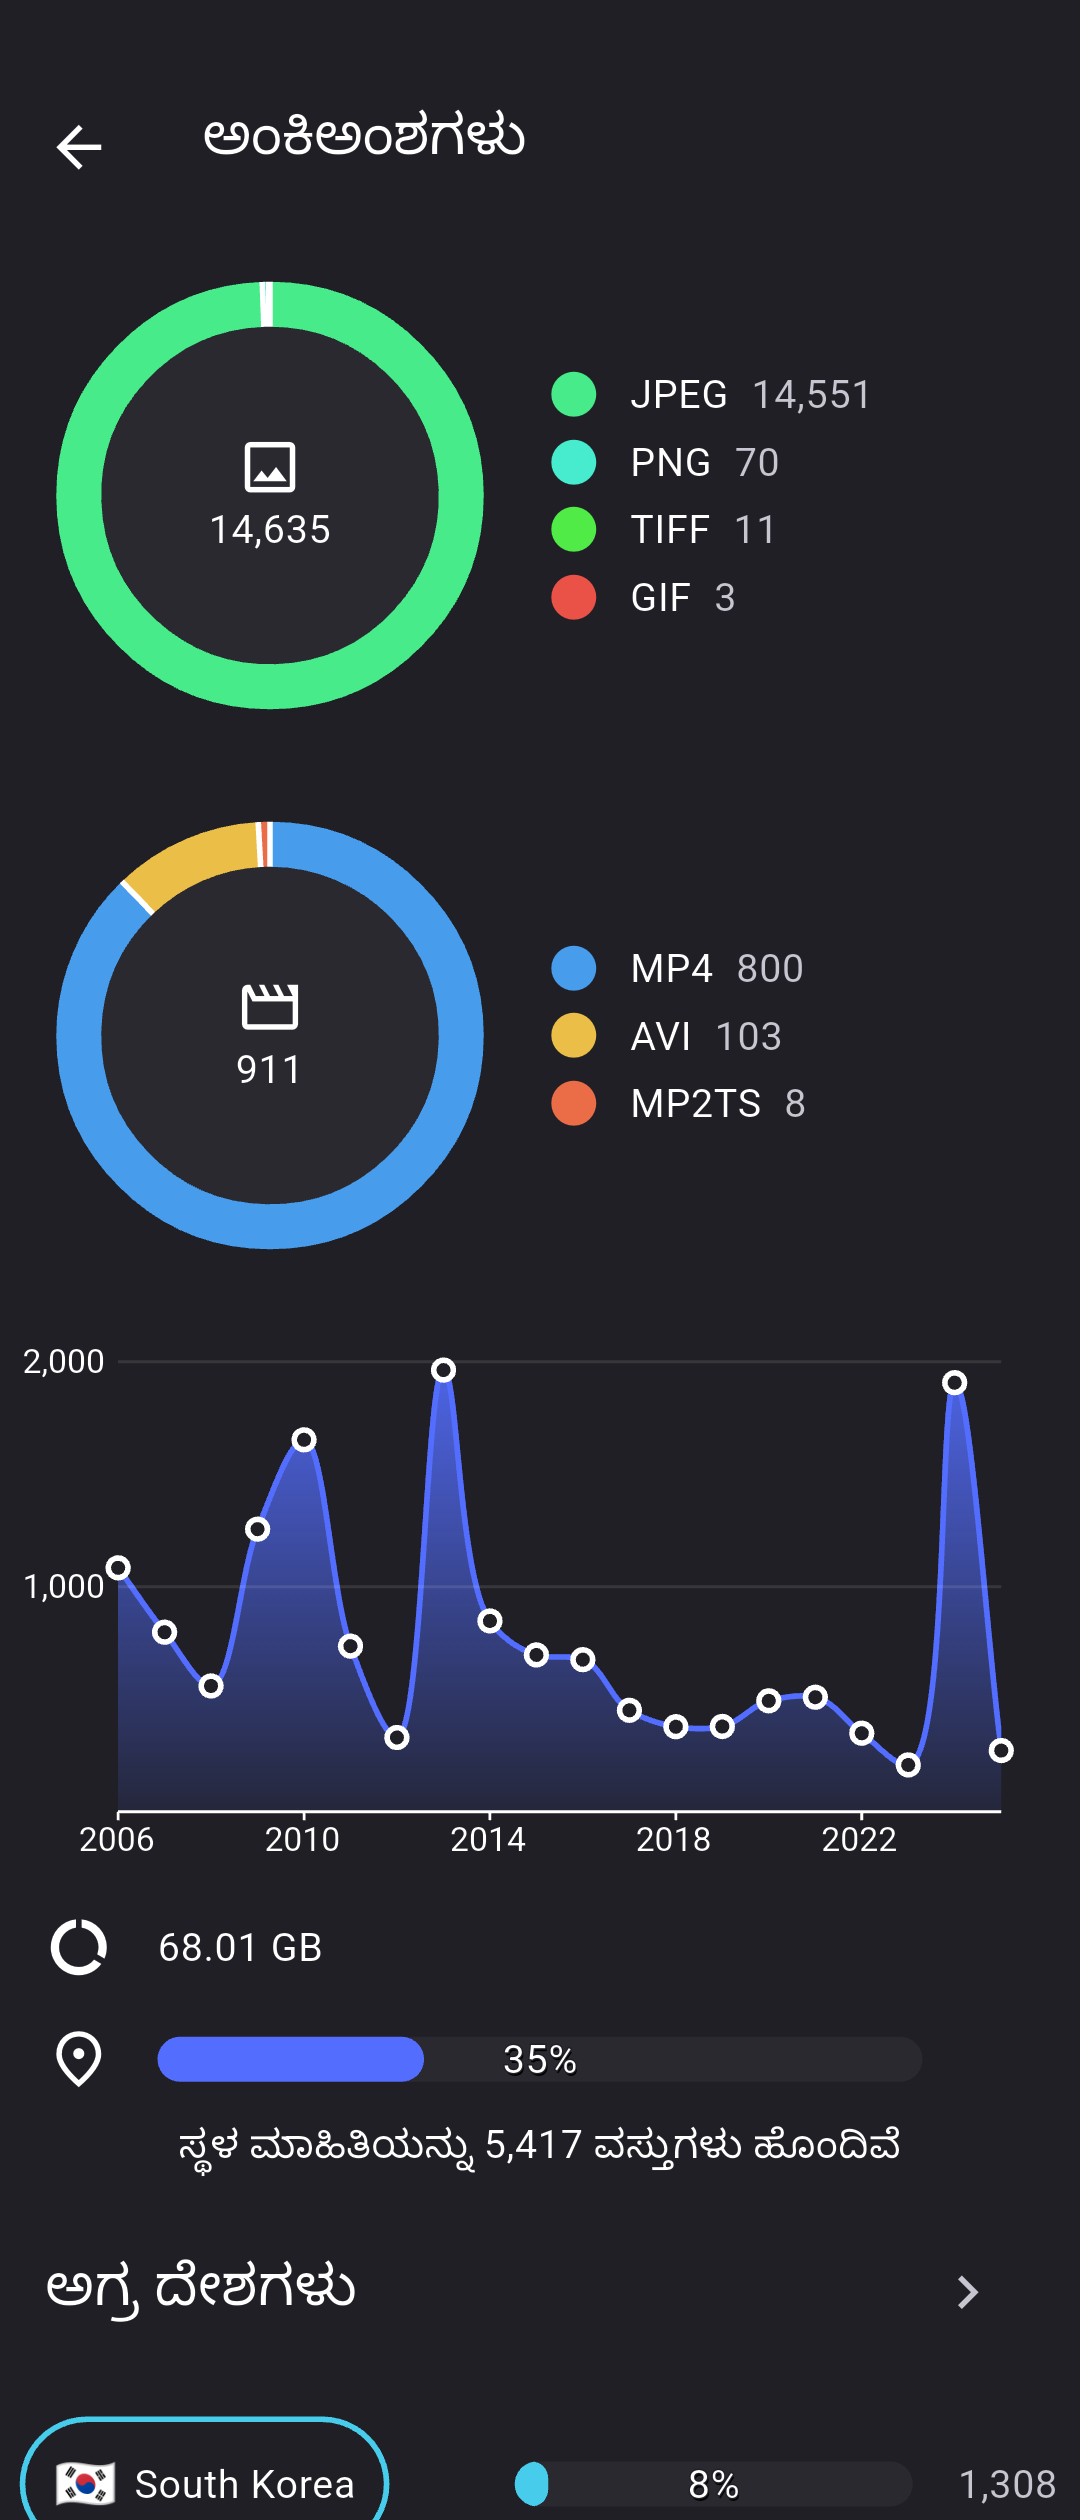 ಅಂಕಿಅಂಶಗಳು
14,635
JPEG 14,551
PNG 70
TIFF 11
GIF 3
911
MP4 800
AVI 103
MP2TS 8
2,000
1,000
2006 2010 2014 2018 2022
68.01 GB
35%
ಸ್ಥಳ ಮಾಹಿತಿಯನ್ನು 5,417 ವಸ್ತುಗಳು ಹೊಂದಿವೆ
ಅಗ್ರ ದೇಶಗಳು
South Korea 8% 1,308